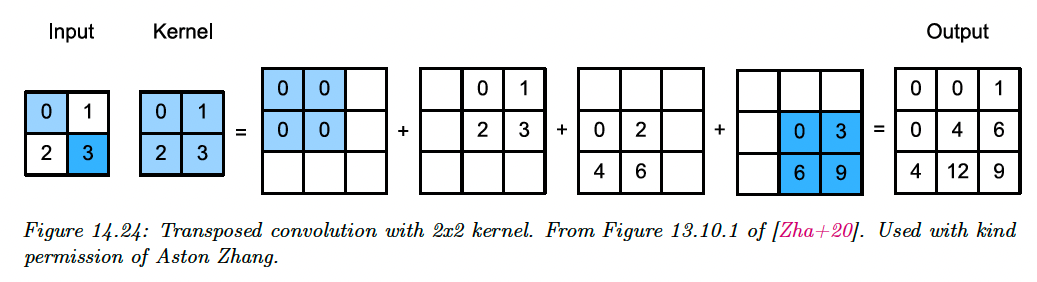 Input Kernel Output
0 0 0 1 0 0 1
0 1 0 1 = 0 0 + 2 3 + 0 2 + 0 3 = 0 4 6
2 3 2 3 4 6 6 9 4 12 9
Figure 14.24: Transposed convolution with 2x2 kernel. From Figure 13.10.1 of [Zha+20]. Used with kind
permission of Aston Zhang.